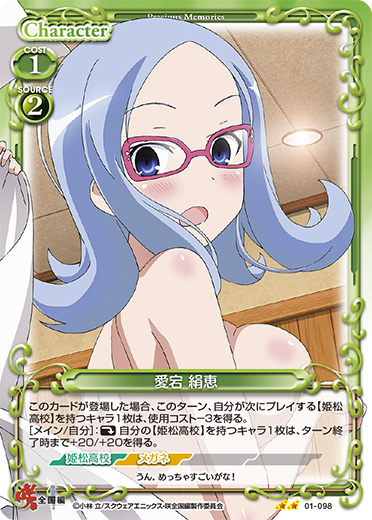 Precious Memories
Character
COST
1
SOURCE
2
愛宕 絹恵
このカードが登場した場合、このターン、自分が次にプレイする【姫松
高校】を持つキャラ1枚は、使用コスト-3を得る。
[メイン/自分]:自分の【姫松高校】を持つキャラ1枚は、ターン終
了時まで+20/+20を得る。
姫松高校 メガネ
うん、めっちゃすごいがな!
咲 全国編
©小林 立/スクウェアエニックス・咲全国編製作委員会
01-098